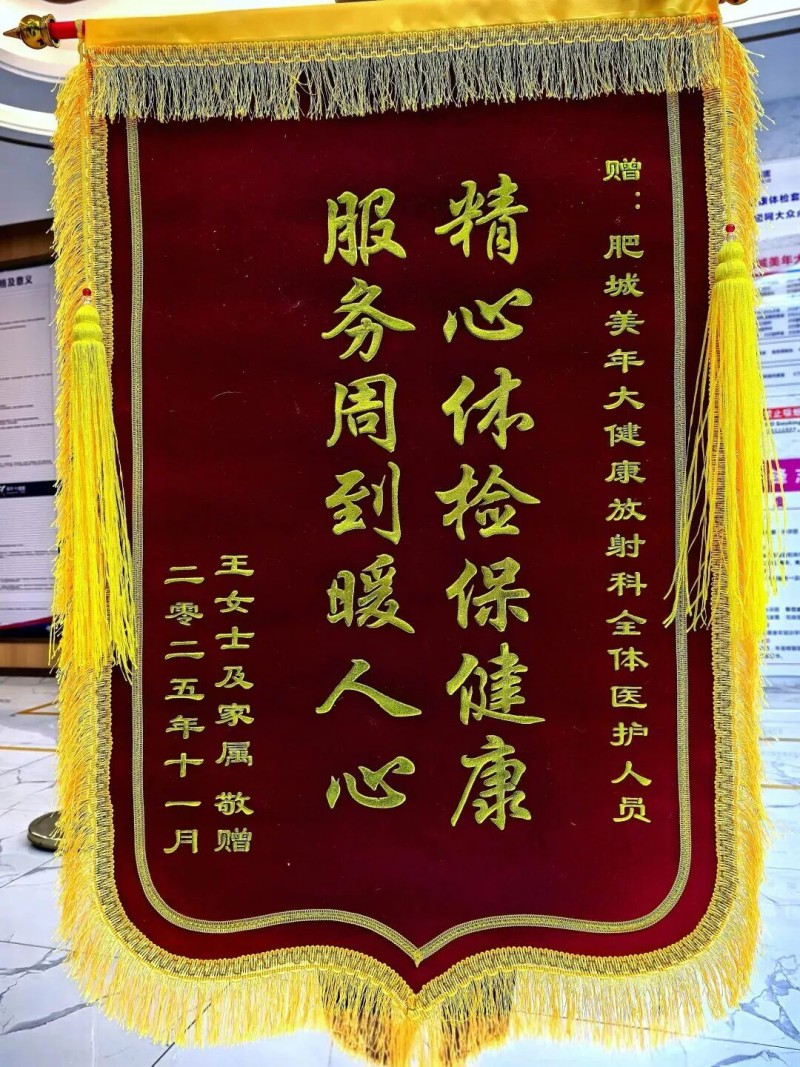 赠：肥城美年大健康放射科全体医护人员
精心体检保健康
服务周到暖人心
王女士及家属 敬赠
二零二五年十一月